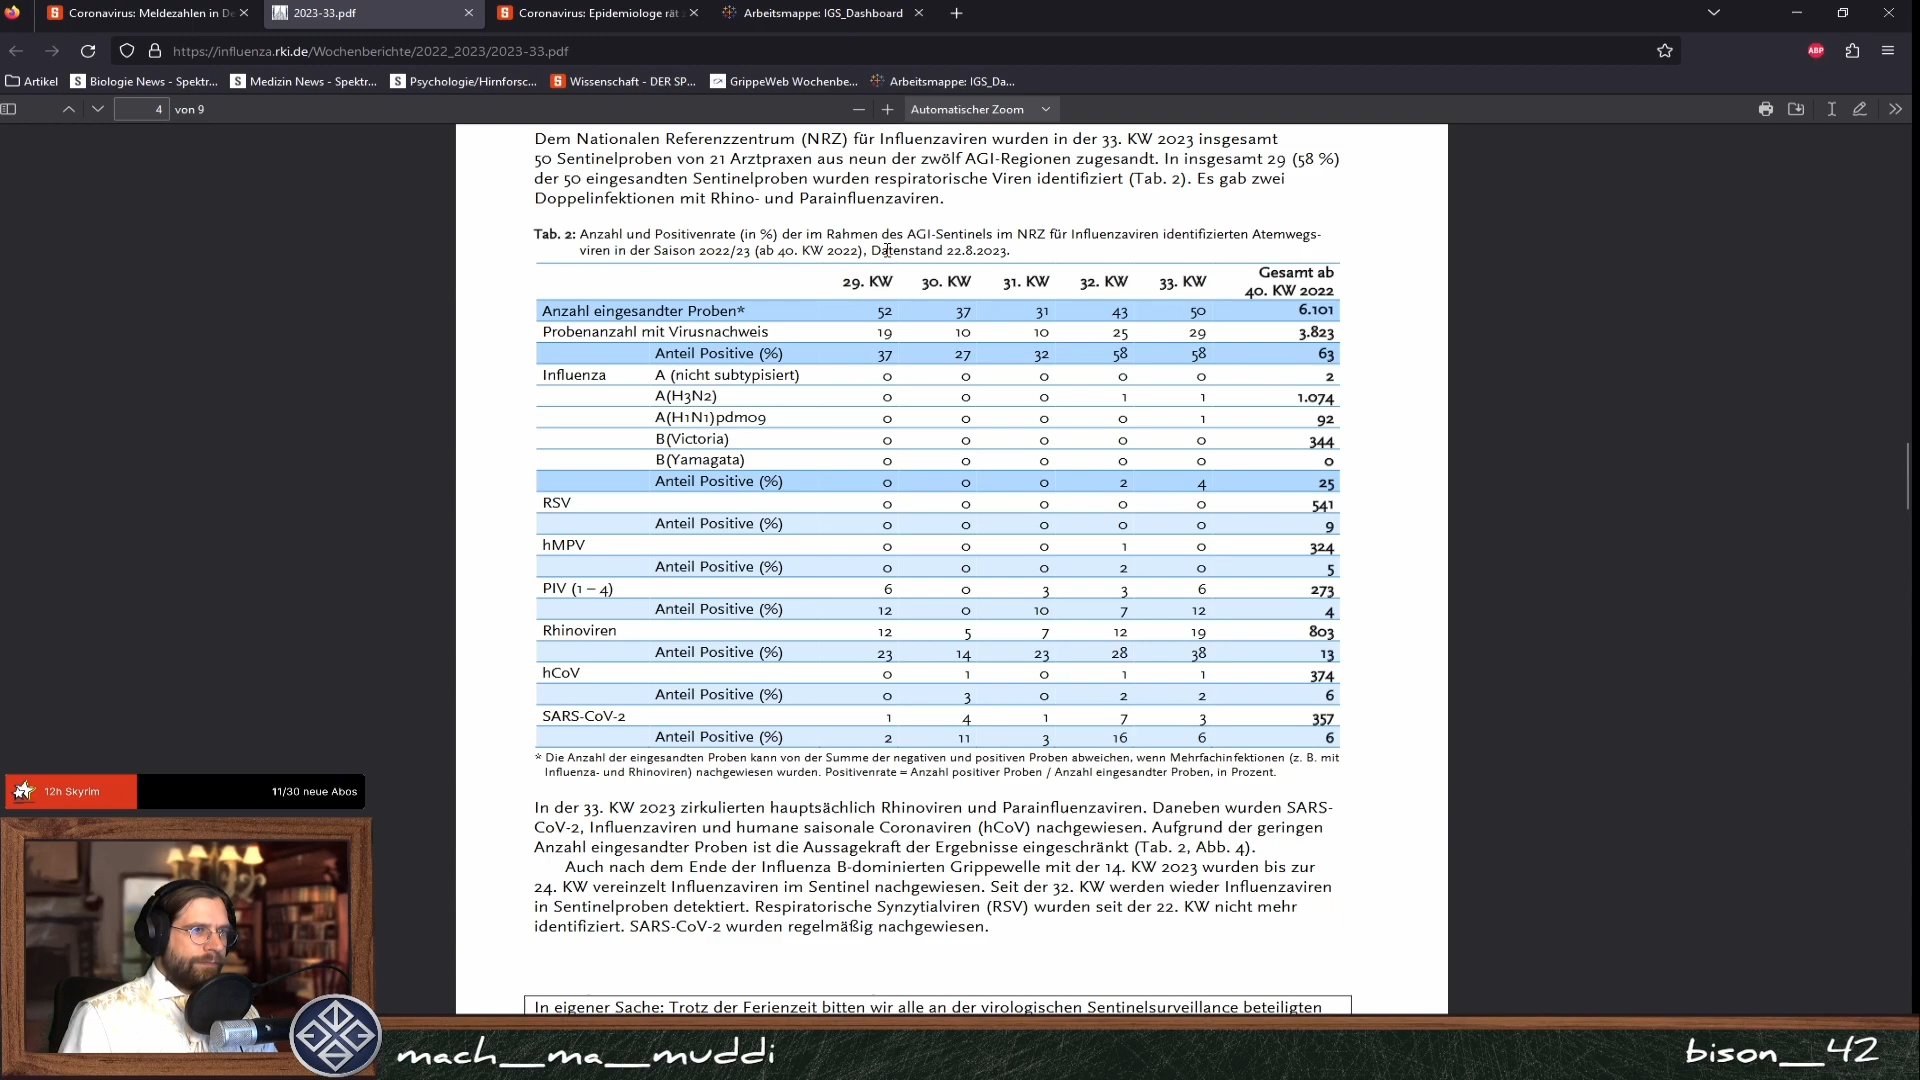 Coronavirus: Meldezahlen in De
2023-33.pdf
Coronavirus: Epidemiologe rät
Arbeitsmappe: IGS_Dashboard
https://influenza.rki.de/Wochenberichte/2022_2023/2023-33.pdf
ABP
Artikel
S Biologie News - Spektr...
S Medizin News - Spektr...
S Psychologie/Hirnforsc...
Wissenschaft - DER SP...
GrippeWeb Wochenbe...
Arbeitsmappe: IGS_Da...
4 von 9
Automatischer Zoom
Dem Nationalen Referenzzentrum (NRZ) für Influenzaviren wurden in der 33. KW 2023 insgesamt
50 Sentinelproben von 21 Arztpraxen aus neun der zwölf AGI-Regionen zugesandt. In insgesamt 29 (58 %)
der 50 eingesandten Sentinelproben wurden respiratorische Viren identifiziert (Tab. 2). Es gab zwei
Doppelinfektionen mit Rhino- und Parainfluenzaviren.
Tab. 2: Anzahl und Positivenrate (in %) der im Rahmen des AGI-Sentinels im NRZ für Influenzaviren identifizierten Atemwegs-
viren in der Saison 2022/23 (ab 40. KW 2022), Datenstand 22.8.2023.
29. KW 30. KW 31. KW 32. KW 33. KW Gesamt ab
40. KW 2022
Anzahl eingesandter Proben* 52 37 31 43 50 6.101
Probenanzahl mit Virusnachweis 19 10 10 25 29 3.823
Anteil Positive (%) 37 27 32 58 58 63
Influenza A (nicht subtypisiert) 0 0 0 0 0 2
A(H3N2) 0 0 0 1 1 1.074
A(H1N1)pdm09 0 0 0 0 1 92
B(Victoria) 0 0 0 0 0 344
B(Yamagata) 0 0 0 0 0 0
Anteil Positive (%) 0 0 0 2 4 25
RSV 0 0 0 0 0 541
Anteil Positive (%) 0 0 0 0 0 9
hMPV 0 0 0 1 0 324
Anteil Positive (%) 0 0 0 2 0 5
PIV (1 – 4) 6 0 3 3 6 273
Anteil Positive (%) 12 0 10 7 12 4
Rhinoviren 12 5 7 12 19 803
Anteil Positive (%) 23 14 23 28 38 13
hCoV 0 1 0 1 1 374
Anteil Positive (%) 0 3 0 2 2 6
SARS-CoV-2 1 4 1 7 3 357
Anteil Positive (%) 2 11 3 16 6 6
* Die Anzahl der eingesandten Proben kann von der Summe der negativen und positiven Proben abweichen, wenn Mehrfachinfektionen (z. B. mit
Influenza- und Rhinoviren) nachgewiesen wurden. Positivenrate = Anzahl positiver Proben / Anzahl eingesandter Proben, in Prozent.
In der 33. KW 2023 zirkulierten hauptsächlich Rhinoviren und Parainfluenzaviren. Daneben wurden SARS-
CoV-2, Influenzaviren und humane saisonale Coronaviren (hCoV) nachgewiesen. Aufgrund der geringen
Anzahl eingesandter Proben ist die Aussagekraft der Ergebnisse eingeschränkt (Tab. 2, Abb. 4).
Auch nach dem Ende der Influenza B-dominierten Grippewelle mit der 14. KW 2023 wurden bis zur
24. KW vereinzelt Influenzaviren im Sentinel nachgewiesen. Seit der 32. KW werden wieder Influenzaviren
in Sentinelproben detektiert. Respiratorische Synzytialviren (RSV) wurden seit der 22. KW nicht mehr
identifiziert. SARS-CoV-2 wurden regelmäßig nachgewiesen.
In eigener Sache: Trotz der Ferienzeit bitten wir alle an der virologischen Sentinelsurveillance beteiligten
12h Skyrim
11/30 neue Abos
mach__ma__muddi
bison__42